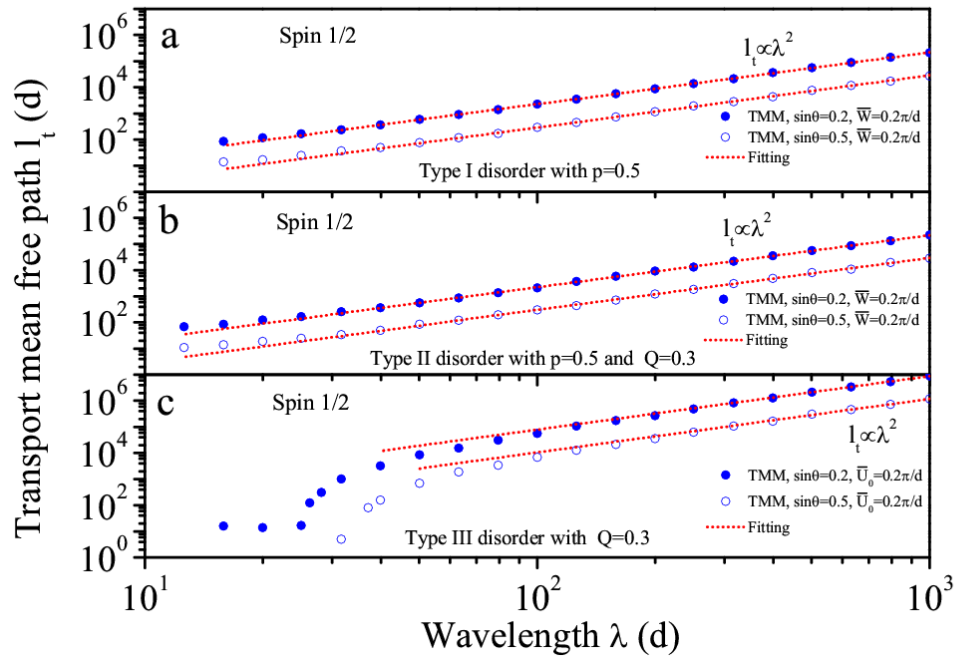 Transport mean free path l_t (d)
10^6
10^4
10^2
a
Spin 1/2
l_t∝λ^2
TMM, sinθ=0.2, W̅=0.2π/d
TMM, sinθ=0.5, W̅=0.2π/d
Fitting
Type I disorder with p=0.5
10^6
10^4
10^2
b
Spin 1/2
l_t∝λ^2
TMM, sinθ=0.2, W̅=0.2π/d
TMM, sinθ=0.5, W̅=0.2π/d
Fitting
Type II disorder with p=0.5 and Q=0.3
10^6
10^4
10^2
10^0
c
Spin 1/2
l_t∝λ^2
TMM, sinθ=0.2, U̅_0=0.2π/d
TMM, sinθ=0.5, U̅_0=0.2π/d
Fitting
Type III disorder with Q=0.3
10^1
10^2
10^3
Wavelength λ (d)